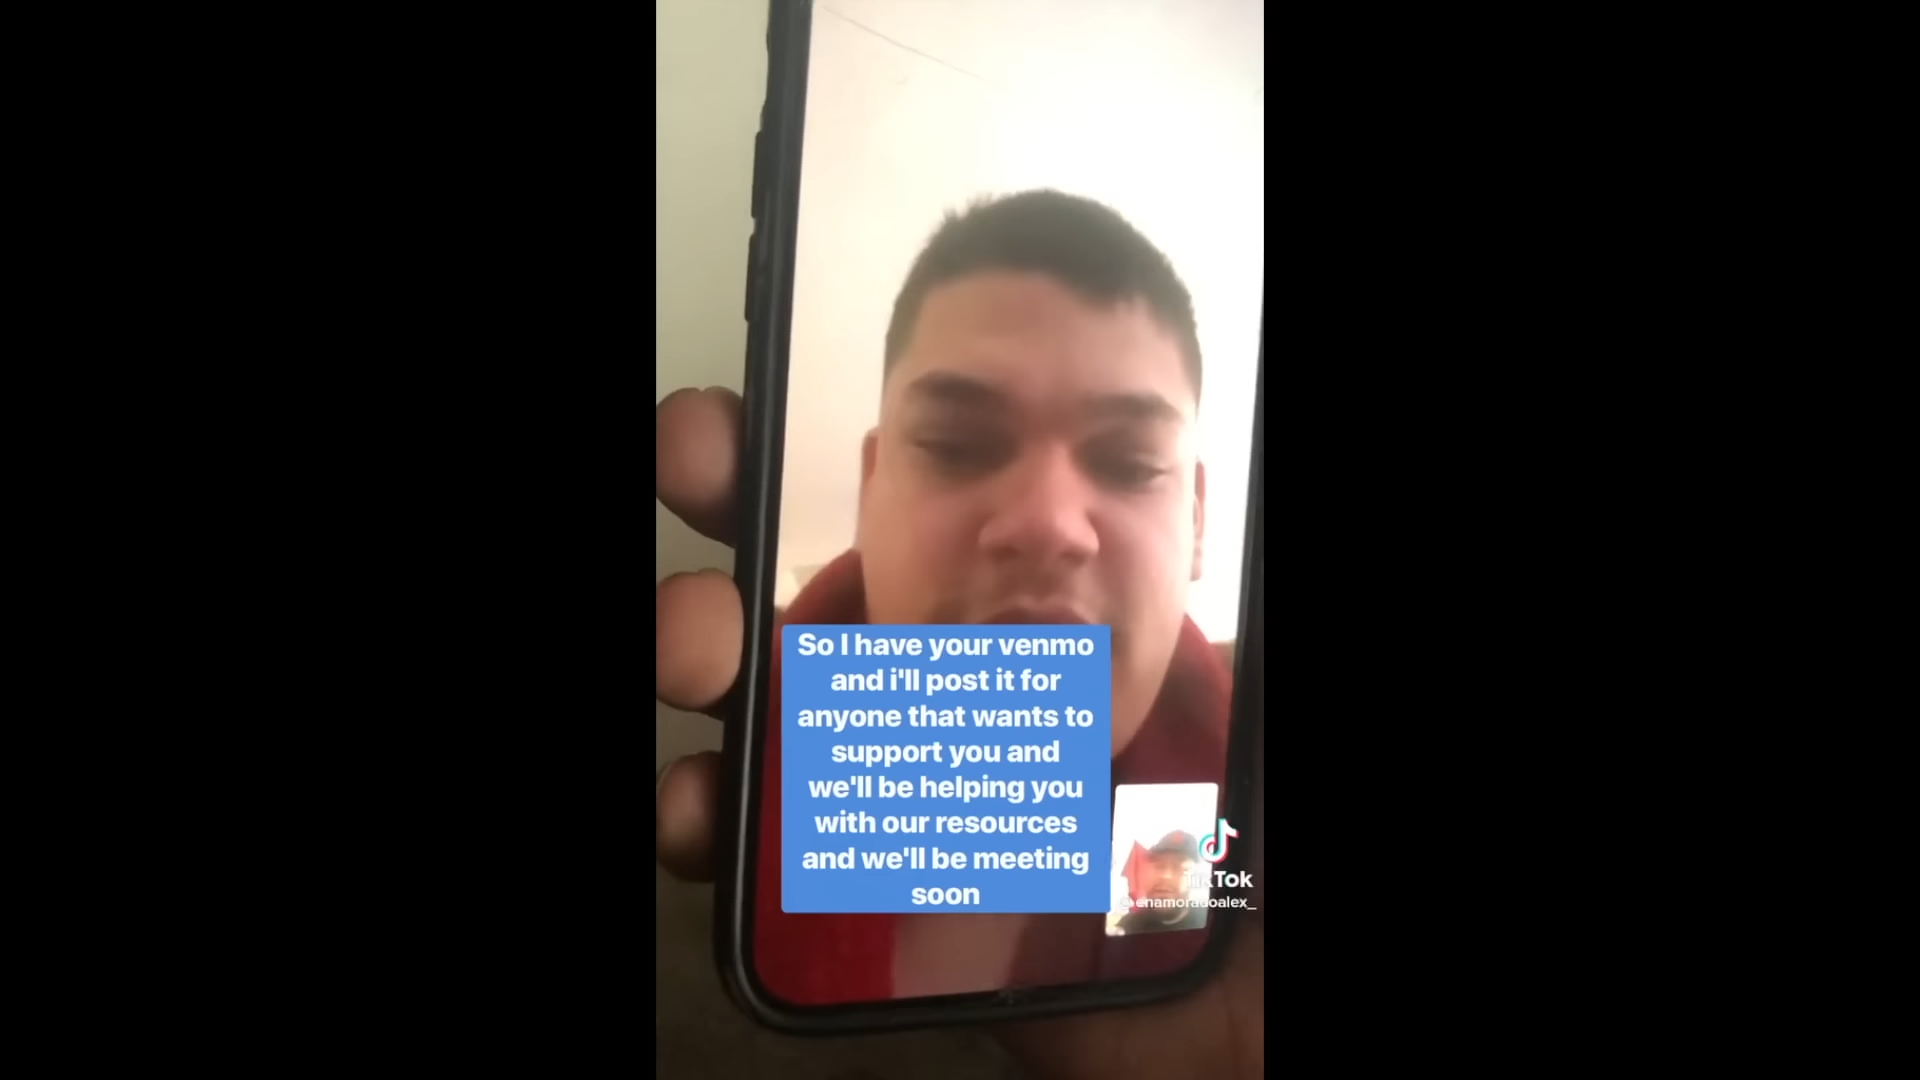 So I have your venmo
and i'll post it for
anyone that wants to
support you and
we'll be helping you
with our resources
and we'll be meeting
soon
TikTok
@enamoradoalex_